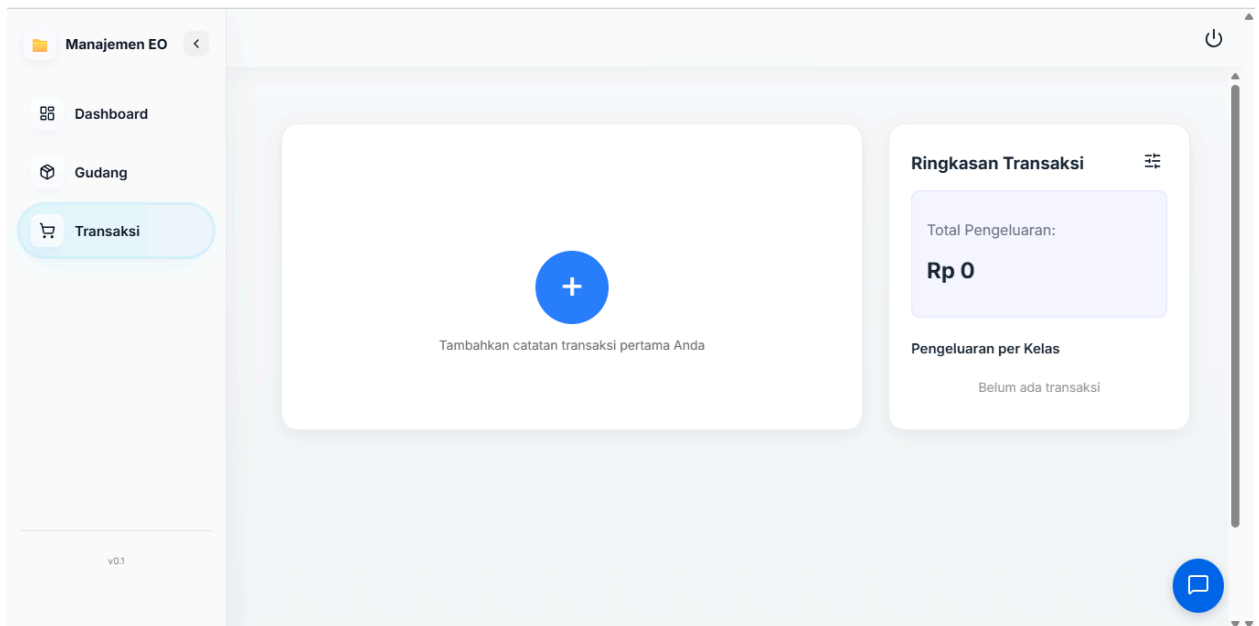 Manajemen EO
Dashboard
Gudang
Transaksi
v0.1
Tambahkan catatan transaksi pertama Anda
Ringkasan Transaksi
Total Pengeluaran:
Rp 0
Pengeluaran per Kelas
Belum ada transaksi